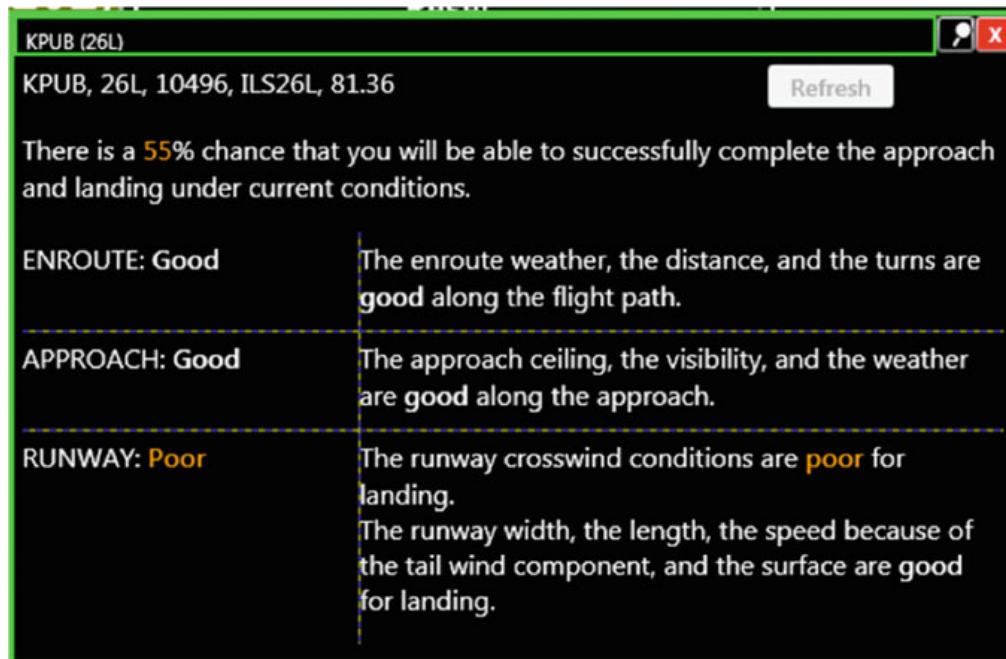 KPUB (26L)
X
KPUB, 26L, 10496, ILS26L, 81.36
Refresh
There is a 55% chance that you will be able to successfully complete the approach
and landing under current conditions.
ENROUTE: Good
The enroute weather, the distance, and the turns are
good along the flight path.
APPROACH: Good
The approach ceiling, the visibility, and the weather
are good along the approach.
RUNWAY: Poor
The runway crosswind conditions are poor for
landing.
The runway width, the length, the speed because of
the tail wind component, and the surface are good
for landing.